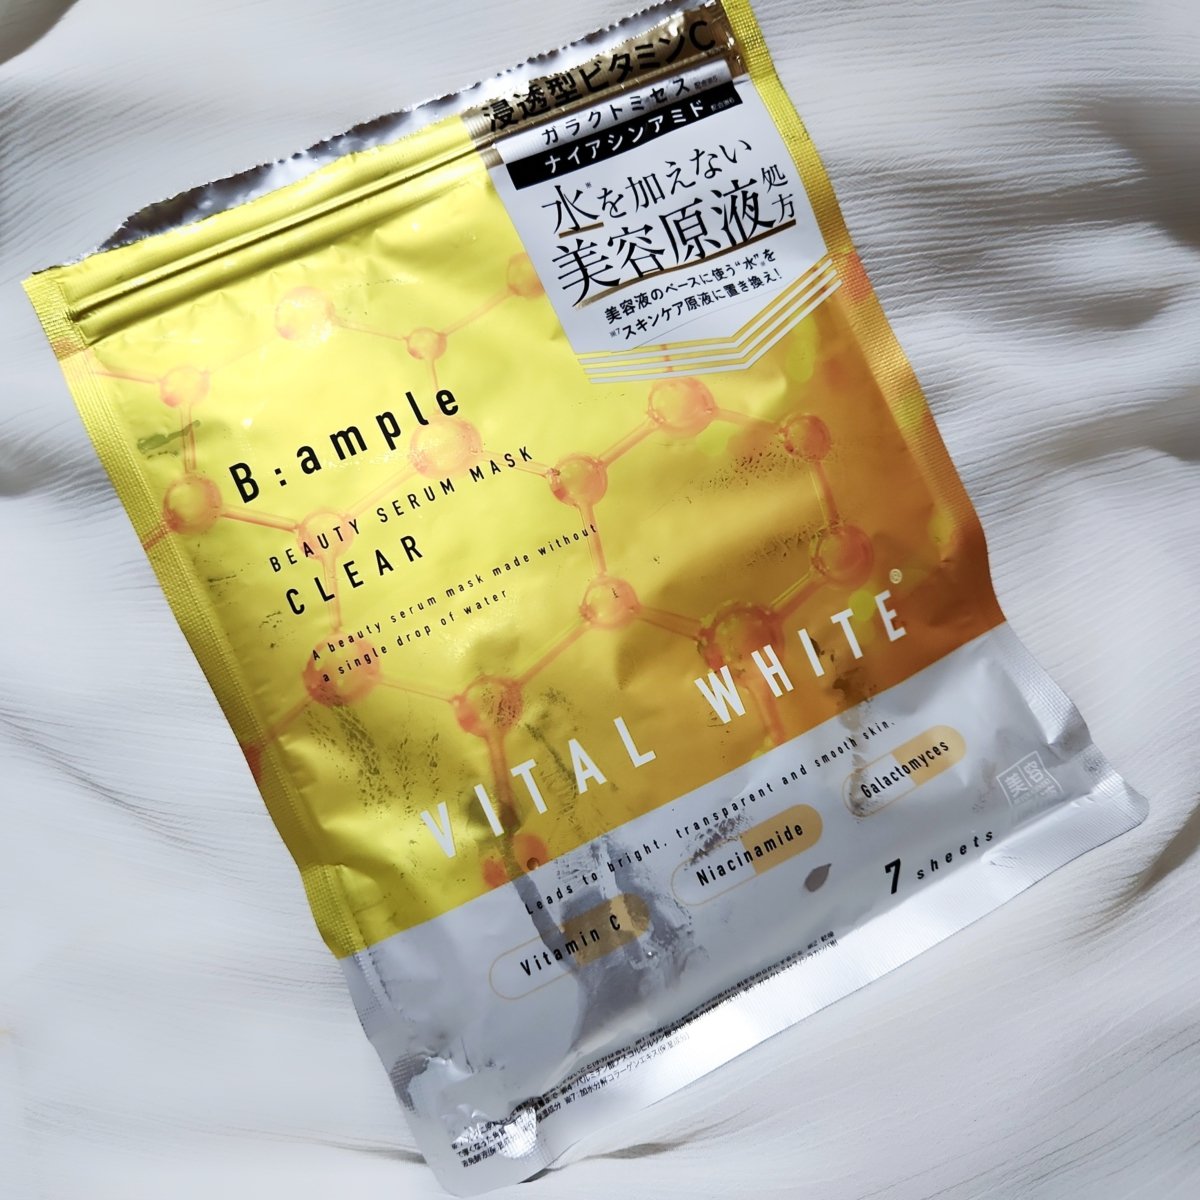 浸透型ビタミンC
ガラクトミセス
ナイアシンアミド
水※を加えない
美容原液処方
美容液のベースに使う"水"※を
※7スキンケア原液に置き換え!
B:ample
BEAUTY SERUM MASK
CLEAR
A beauty serum mask made without
a single drop of water
VITAL WHITE®
Leads to bright, transparent and smooth skin.
Vitamin C
Niacinamide
Galactomyces
美容
7 sheets